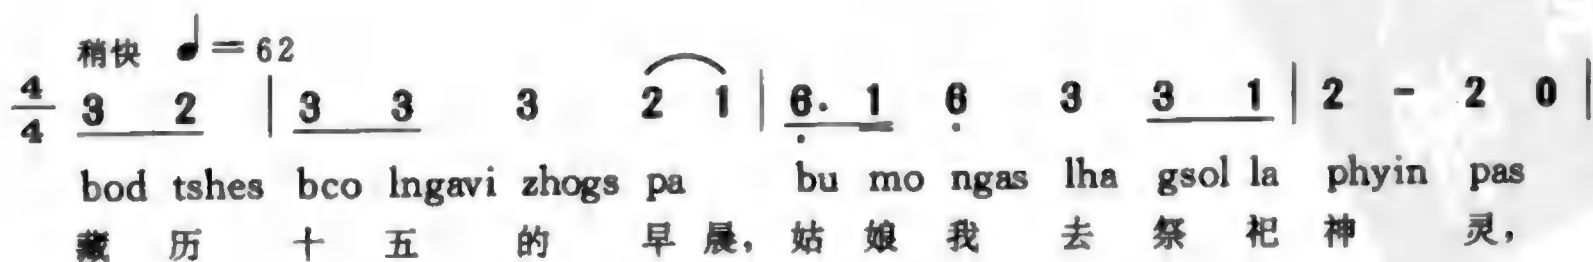 稍快 ♩=62
4/4 3 2 | 3 3 3 2 1 | 6. 1 6 3 3 1 | 2 - 2 0 |
bod tshes bco lngavi zhogs pa bu mo ngas lha gsol la phyin pas
藏 历 十 五 的 早 晨, 姑 娘 我 去 祭 祀 神 灵,